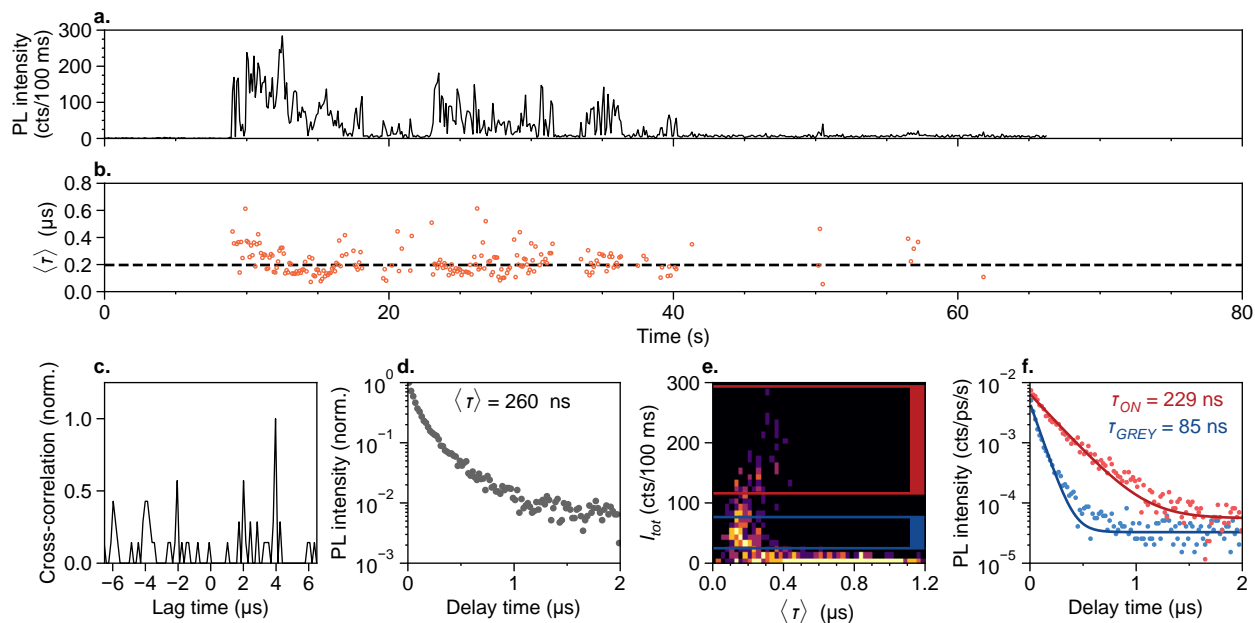 a.
PL intensity
(cts/100 ms)
300
200
100
0
0
20
40
60
80
b.
⟨τ⟩ (μs)
0.8
0.6
0.4
0.2
0.0
0
20
40
60
80
Time (s)
c.
Cross-correlation (norm.)
1.0
0.5
0.0
−6
−4
−2
0
2
4
6
Lag time (μs)
d.
PL intensity (norm.)
10⁰
10⁻¹
10⁻²
10⁻³
⟨τ⟩ = 260 ns
0
1
2
Delay time (μs)
e.
I_tot (cts/100 ms)
300
200
100
0
0.0
0.4
0.8
1.2
⟨τ⟩ (μs)
f.
PL intensity (cts/ps/s)
10⁻²
10⁻³
10⁻⁴
10⁻⁵
τ_ON = 229 ns
τ_GREY = 85 ns
0
1
2
Delay time (μs)